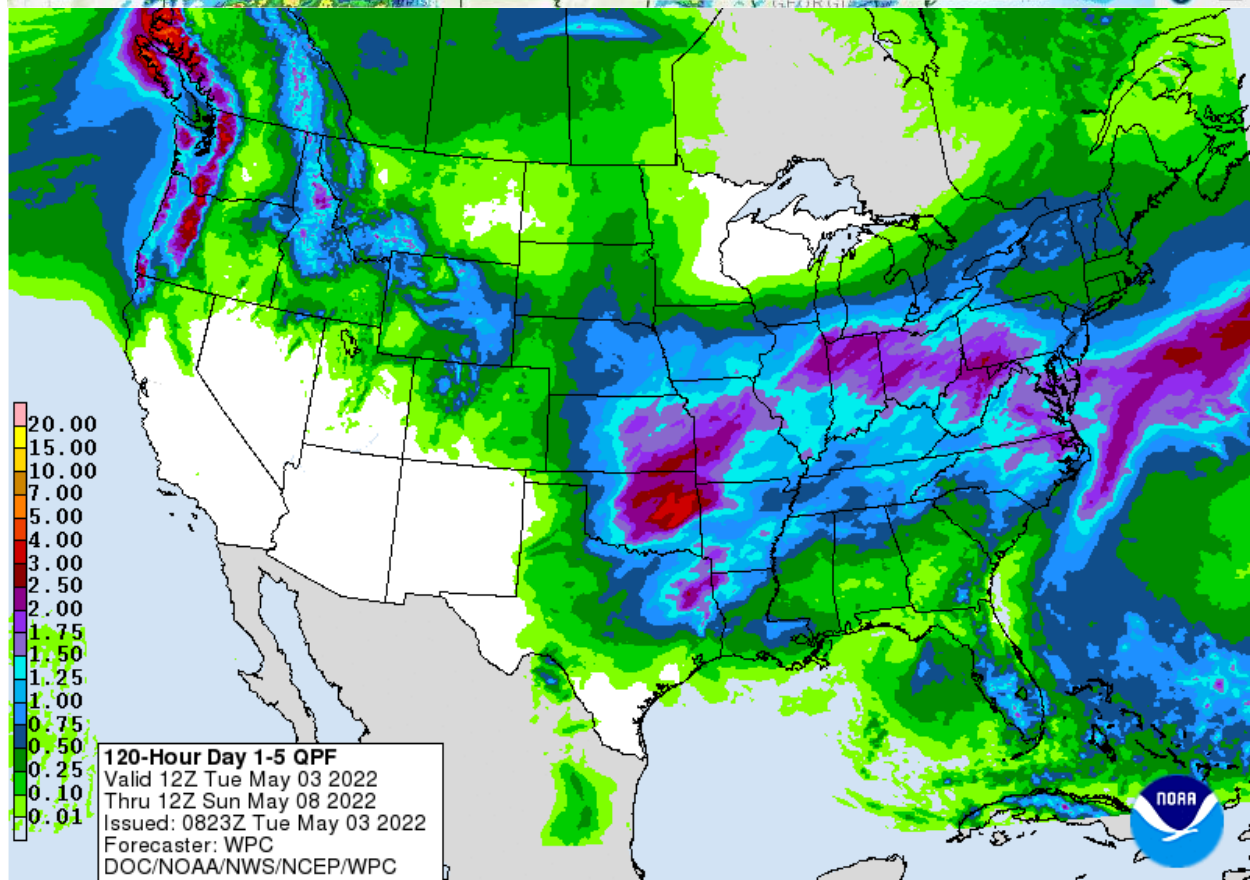 GEORGI
20.00
15.00
10.00
7.00
5.00
4.00
3.00
2.50
2.00
1.75
1.50
1.25
1.00
0.75
0.50
0.25
0.10
0.01
120-Hour Day 1-5 QPF
Valid 12Z Tue May 03 2022
Thru 12Z Sun May 08 2022
Issued: 0823Z Tue May 03 2022
Forecaster: WPC
DOC/NOAA/NWS/NCEP/WPC
NOAA